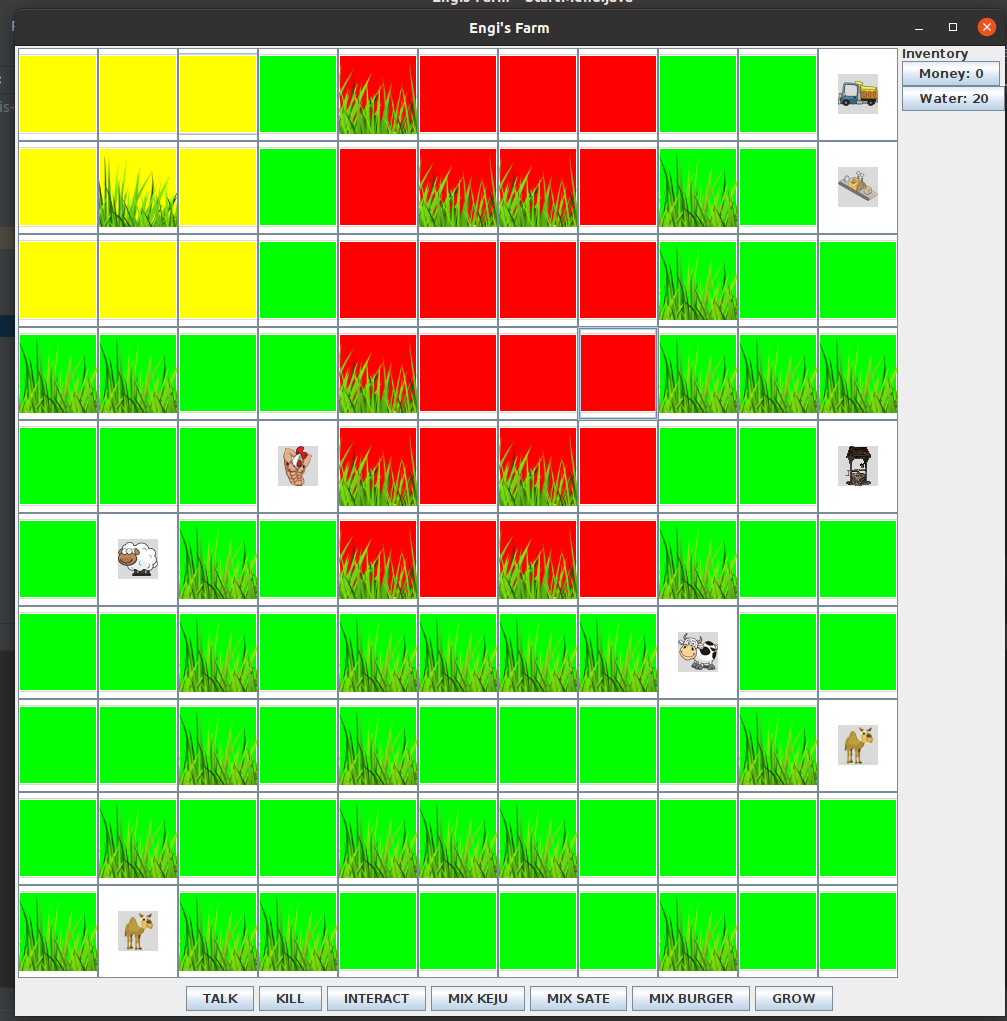 Engi's Farm
Inventory
Money: 0
Water: 20
TALK
KILL
INTERACT
MIX KEJU
MIX SATE
MIX BURGER
GROW